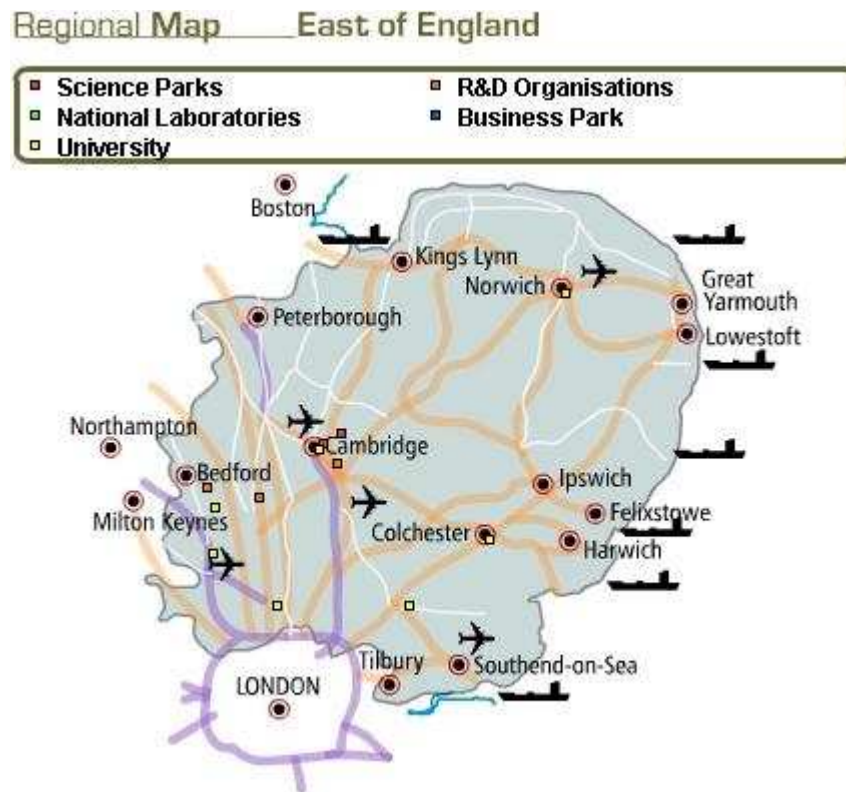 Regional Map East of England
Science Parks
R&D Organisations
National Laboratories
Business Park
University
Boston
Kings Lynn
Norwich
Great
Yarmouth
Peterborough
Lowestoft
Northampton
Cambridge
Bedford
Ipswich
Milton Keynes
Felixstowe
Colchester
Harwich
Tilbury
Southend-on-Sea
LONDON